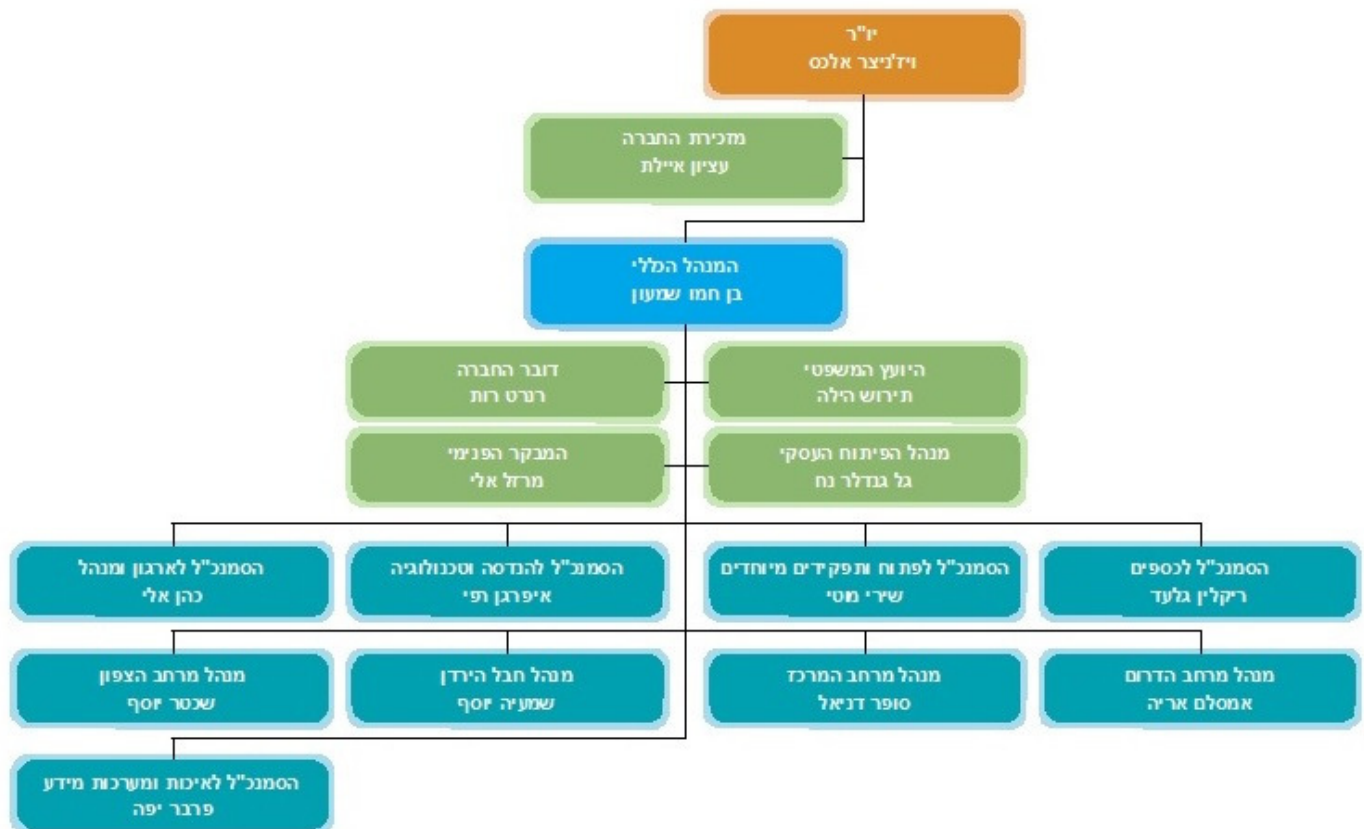 יו"ר
ויז'ניצר אלכס
מזכירת החברה
עציון איילת
המנהל הכללי
בן חמו שמעון
היועץ המשפטי
תירוש הילה
דובר החברה
רנרט רות
מנהל הפיתוח העסקי
גל גנדלר נח
המבקר הפנימי
מרזל אלי
הסמנכ"ל לכספים
ריקלין גלעד
הסמנכ"ל לפתוח ותפקידים מיוחדים
שירי מוטי
הסמנכ"ל להנדסה וטכנולוגיה
איפרגן רפי
הסמנכ"ל לארגון ומנהל
כהן אלי
מנהל מרחב הדרום
אמסלם אריה
מנהל מרחב המרכז
סופר דניאל
מנהל חבל הירדן
שמעיה יוסף
מנהל מרחב הצפון
שכטר יוסף
הסמנכ"ל לאיכות ומערכות מידע
פרבר יפה